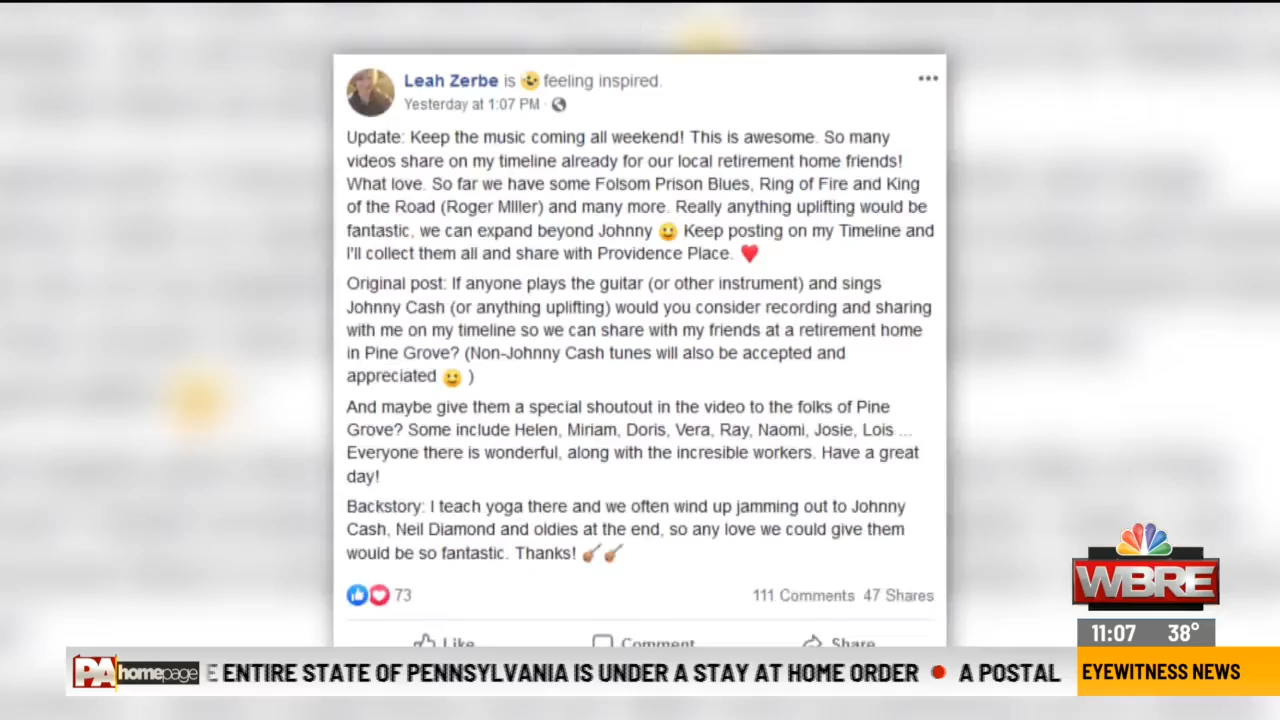 Leah Zerbe is feeling inspired.
Yesterday at 1:07 PM ·
Update: Keep the music coming all weekend! This is awesome. So many
videos share on my timeline already for our local retirement home friends!
What love. So far we have some Folsom Prison Blues, Ring of Fire and King
of the Road (Roger MIller) and many more. Really anything uplifting would be
fantastic, we can expand beyond Johnny 😀 Keep posting on my Timeline and
I'll collect them all and share with Providence Place. ♥
Original post: If anyone plays the guitar (or other instrument) and sings
Johnny Cash (or anything uplifting) would you consider recording and sharing
with me on my timeline so we can share with my friends at a retirement home
in Pine Grove? (Non-Johnny Cash tunes will also be accepted and
appreciated 😀 )
And maybe give them a special shoutout in the video to the folks of Pine
Grove? Some include Helen, Miriam, Doris, Vera, Ray, Naomi, Josie, Lois ...
Everyone there is wonderful, along with the incresible workers. Have a great
day!
Backstory: I teach yoga there and we often wind up jamming out to Johnny
Cash, Neil Diamond and oldies at the end, so any love we could give them
would be so fantastic. Thanks! 🎸🎸
73
111 Comments 47 Shares
Like Comment Share
WBRE
11:07 38°
PA homepage
E ENTIRE STATE OF PENNSYLVANIA IS UNDER A STAY AT HOME ORDER • A POSTAL
EYEWITNESS NEWS